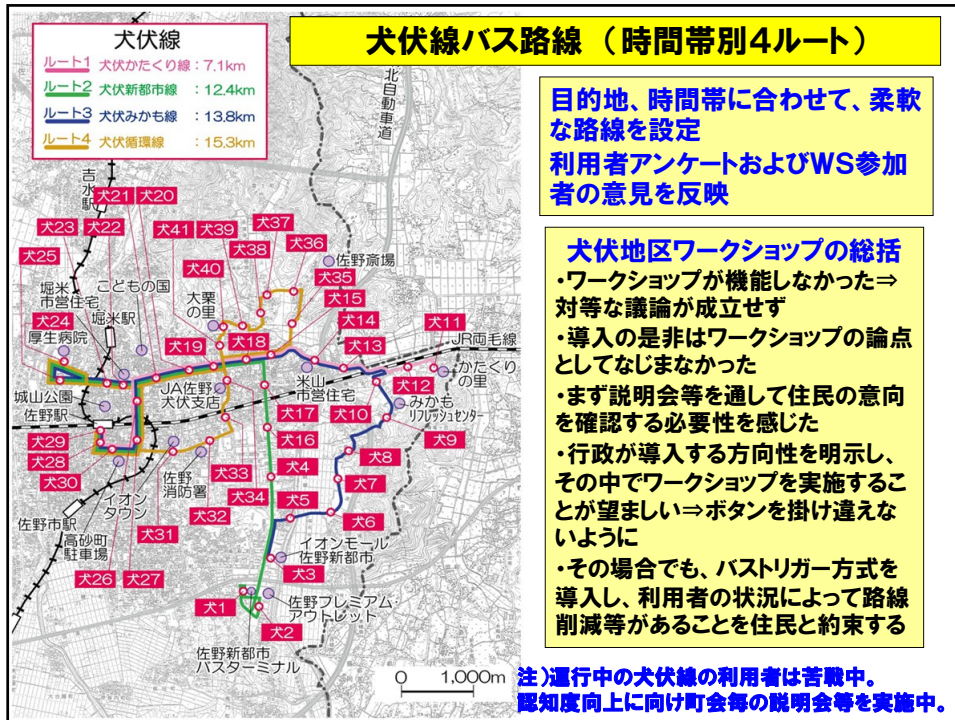 犬伏線バス路線 （時間帯別4ルート）
犬伏線
ルート1 犬伏かたくり線：7.1km
ルート2 犬伏新都市線 ：12.4km
ルート3 犬伏みかも線 ：13.8km
ルート4 犬伏循環線 ：15.3km
目的地、時間帯に合わせて、柔軟
な路線を設定
利用者アンケートおよびWS参加
者の意見を反映
犬伏地区ワークショップの総括
・ワークショップが機能しなかった⇒
対等な議論が成立せず
・導入の是非はワークショップの論点
としてなじまなかった
・まず説明会等を通して住民の意向
を確認する必要性を感じた
・行政が導入する方向性を明示し、
その中でワークショップを実施するこ
とが望ましい⇒ボタンを掛け違えな
いように
・その場合でも、バストリガー方式を
導入し、利用者の状況によって路線
削減等があることを住民と約束する
注）運行中の犬伏線の利用者は苦戦中。
認知度向上に向け町会毎の説明会等を実施中。
北自動車道
吉水駅
犬21
犬20
犬23
犬22
犬41
犬39
犬37
犬25
犬38
犬36
佐野斎場
犬40
犬35
堀米
市営住宅
こどもの国
大栗
の里
犬15
堀米駅
犬14
犬11
犬24
厚生病院
犬13
JR両毛線
犬19
犬18
かたくり
の里
城山公園
佐野駅
JA佐野
犬伏支店
米山
市営住宅
犬12
みかも
リフレッシュセンター
犬10
犬17
犬29
犬16
犬9
犬28
犬8
犬30
佐野
消防署
犬33
犬4
犬7
イオン
タウン
犬34
犬5
佐野市駅
犬32
犬6
高砂町
駐車場
犬31
イオンモール
佐野新都市
犬26
犬27
犬3
犬1
佐野プレミアム・
アウトレット
犬2
佐野新都市
バスターミナル
0 1,000m